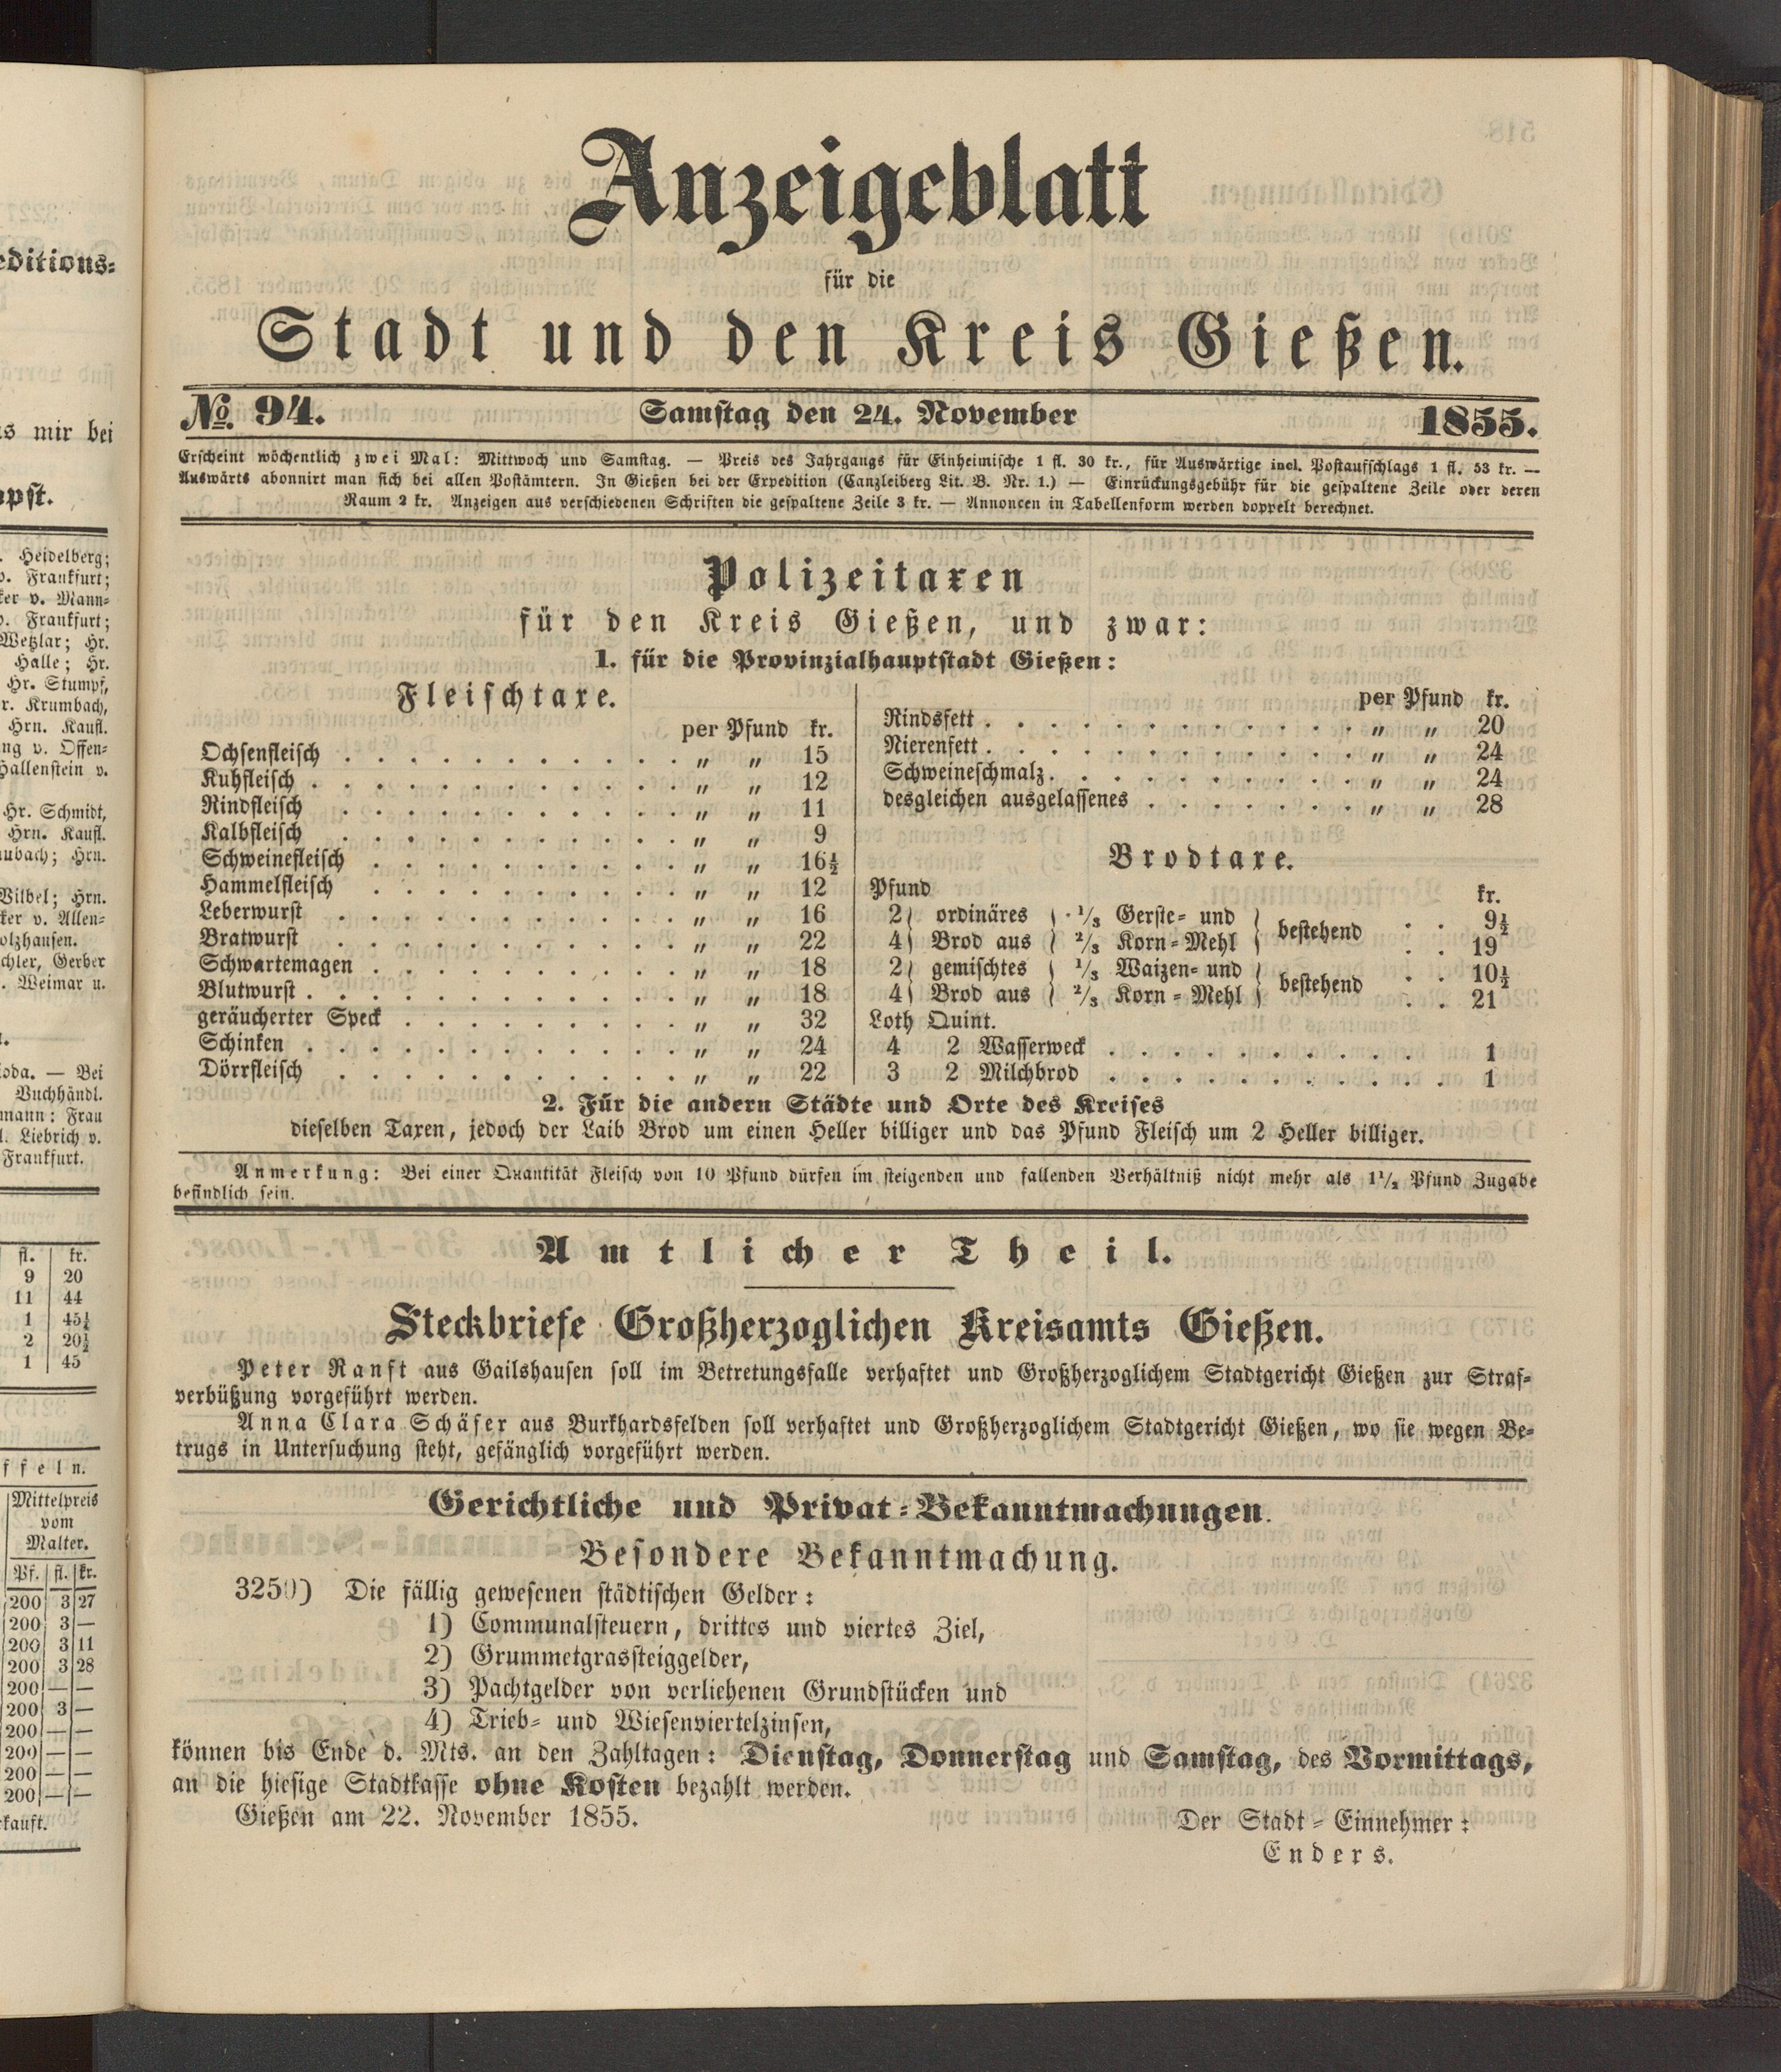 Anzeigeblatt
für die
Stadt und den Kreis Gießen.
No. 94. Samstag den 24. November 1855.
Erscheint wöchentlich zwei Mal: Mittwoch und Samstag. — Preis des Jahrgangs für Einheimische 1 fl. 30 kr., für Auswärtige incl. Postaufschlags 1 fl. 53 kr. —
Auswärts abonnirt man sich bei allen Postämtern. In Gießen bei der Expedition (Canzleiberg Lit. B. Nr. 1.) — Einrückungsgebühr für die gespaltene Zeile oder deren
Raum 2 kr. Anzeigen aus verschiedenen Schriften die gespaltene Zeile 3 kr. — Annoncen in Tabellenform werden doppelt berechnet.
Polizeitaxen
für den Kreis Gießen, und zwar:
1. für die Provinzialhauptstadt Gießen:
Fleischtaxe.
per Pfund kr.
Ochsenfleisch . . . . . . . . . . . „ „ 15
Kuhfleisch . . . . . . . . . . . . „ „ 12
Rindfleisch . . . . . . . . . . . „ „ 11
Kalbfleisch . . . . . . . . . . . „ „ 9
Schweinefleisch . . . . . . . . . . „ „ 16½
Hammelfleisch . . . . . . . . . . „ „ 12
Leberwurst . . . . . . . . . . . „ „ 16
Bratwurst . . . . . . . . . . . „ „ 22
Schwartemagen . . . . . . . . . . „ „ 18
Blutwurst . . . . . . . . . . . . „ „ 18
geräucherter Speck . . . . . . . . . „ „ 32
Schinken . . . . . . . . . . . . „ „ 24
Dörrfleisch . . . . . . . . . . . „ „ 22
per Pfund kr.
Rindsfett . . . . . . . . . . . . „ „ 20
Nierenfett . . . . . . . . . . . . „ „ 24
Schweineschmalz . . . . . . . . . . „ „ 24
desgleichen ausgelassenes . . . . . . . „ „ 28
Brodtaxe.
Pfund kr.
2 } ordinäres { 1/3 Gerste- und } bestehend . . 9½
4 } Brod aus { 2/3 Korn-Mehl } . . 19
2 } gemischtes { 1/3 Waizen- und } bestehend . . 10½
4 } Brod aus { 2/3 Korn-Mehl } . . 21
Loth Quint.
4 2 Wasserweck . . . . . . . . . . 1
3 2 Milchbrod . . . . . . . . . . . 1
2. Für die andern Städte und Orte des Kreises
dieselben Taxen, jedoch der Laib Brod um einen Heller billiger und das Pfund Fleisch um 2 Heller billiger.
Anmerkung: Bei einer Quantität Fleisch von 10 Pfund dürfen im steigenden und fallenden Verhältniß nicht mehr als 1½ Pfund Zugabe
befindlich sein.
Amtlicher Theil.
Steckbriefe Großherzoglichen Kreisamts Gießen.
Peter Ranft aus Gailshausen soll im Betretungsfalle verhaftet und Großherzoglichem Stadtgericht Gießen zur Straf-
verbüßung vorgeführt werden.
Anna Clara Schäfer aus Burkhardsfelden soll verhaftet und Großherzoglichem Stadtgericht Gießen, wo sie wegen Be-
trugs in Untersuchung steht, gefänglich vorgeführt werden.
Gerichtliche und Privat-Bekanntmachungen.
Besondere Bekanntmachung.
3250) Die fällig gewesenen städtischen Gelder:
1) Communalsteuern, drittes und viertes Ziel,
2) Grummetgrassteiggelder,
3) Pachtgelder von verliehenen Grundstücken und
4) Trieb- und Wiesenviertelzinsen,
können bis Ende d. Mts. an den Zahltagen: Dienstag, Donnerstag und Samstag, des Vormittags,
an die hiesige Stadtkasse ohne Kosten bezahlt werden.
Gießen am 22. November 1855. Der Stadt-Einnehmer:
Enders.